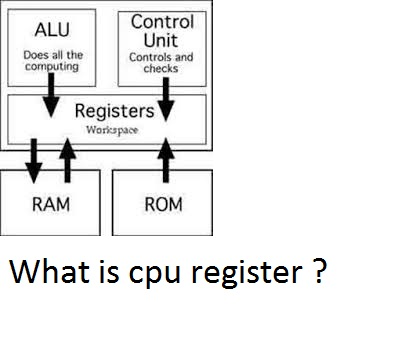 ALU
Does all the
computing
Control
Unit
Controls and
checks
Registers
Workspace
RAM
ROM
What is cpu register ?